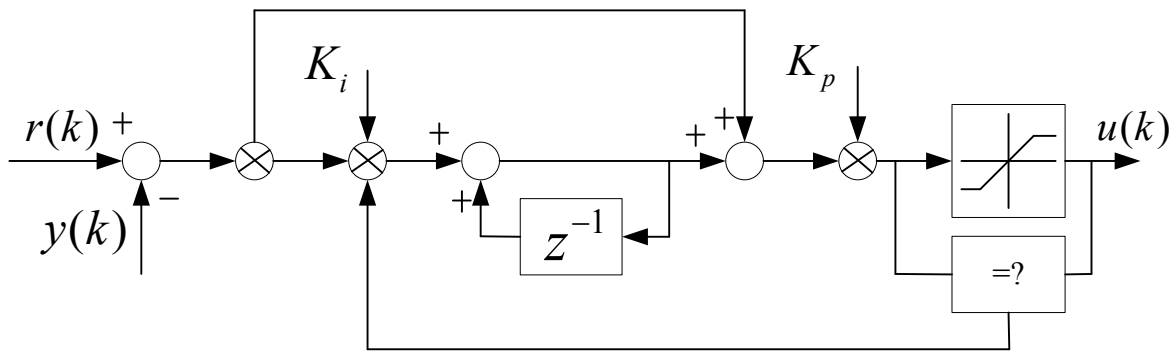 K_i
K_p
r(k)
+
+
+
+
+
u(k)
y(k)
−
+
z^{-1}
=?